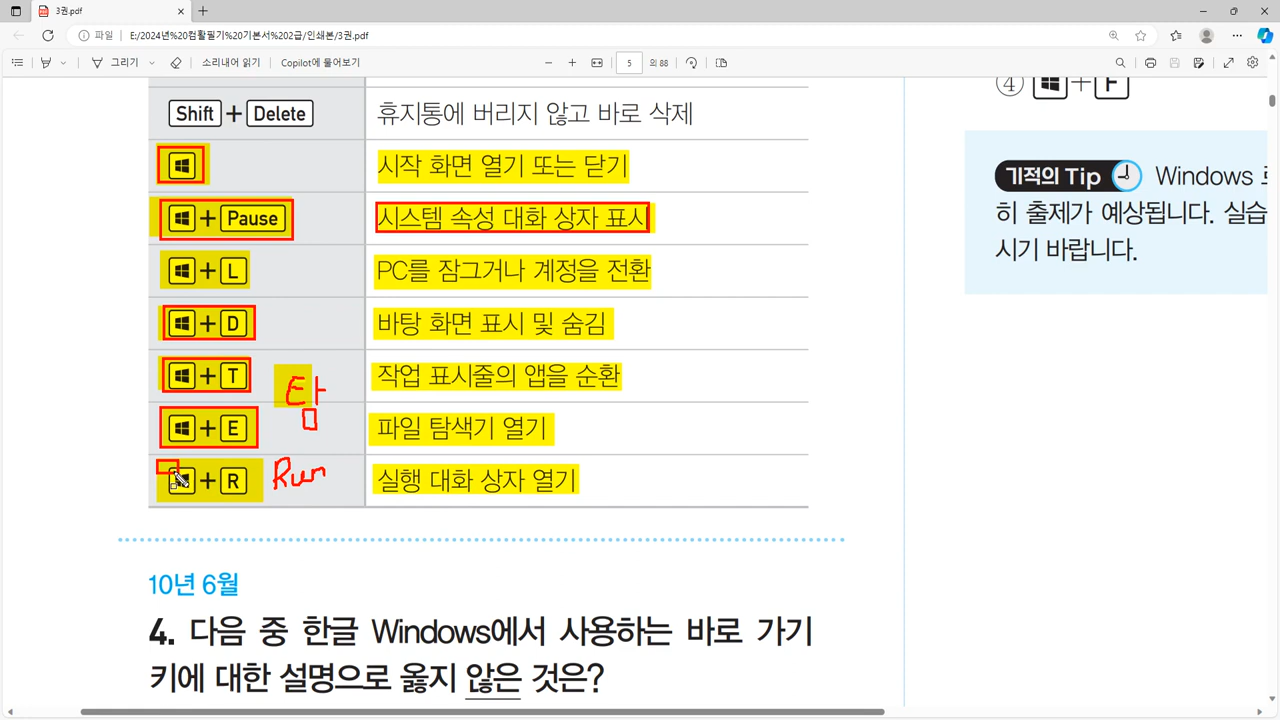 3권.pdf
파일 E:/2024년%20컴활필기%20기본서%202급/인쇄본/3권.pdf
그리기 소리내어 읽기 Copilot에 물어보기 5 의 88
Shift + Delete 휴지통에 버리지 않고 바로 삭제
시작 화면 열기 또는 닫기
+ Pause 시스템 속성 대화 상자 표시
+ L PC를 잠그거나 계정을 전환
+ D 바탕 화면 표시 및 숨김
+ T 작업 표시줄의 앱을 순환
+ E 파일 탐색기 열기
+ R 실행 대화 상자 열기
E타
Run
10년 6월
4. 다음 중 한글 Windows에서 사용하는 바로 가기
키에 대한 설명으로 옳지 않은 것은?
④ + F
기적의 Tip Windows
히 출제가 예상됩니다. 실습
시기 바랍니다.